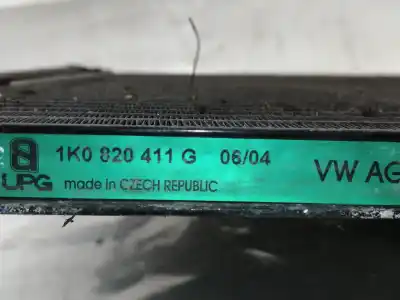 1K0 820 411 G 06/04 VW AG
UPG made in CZECH REPUBLIC